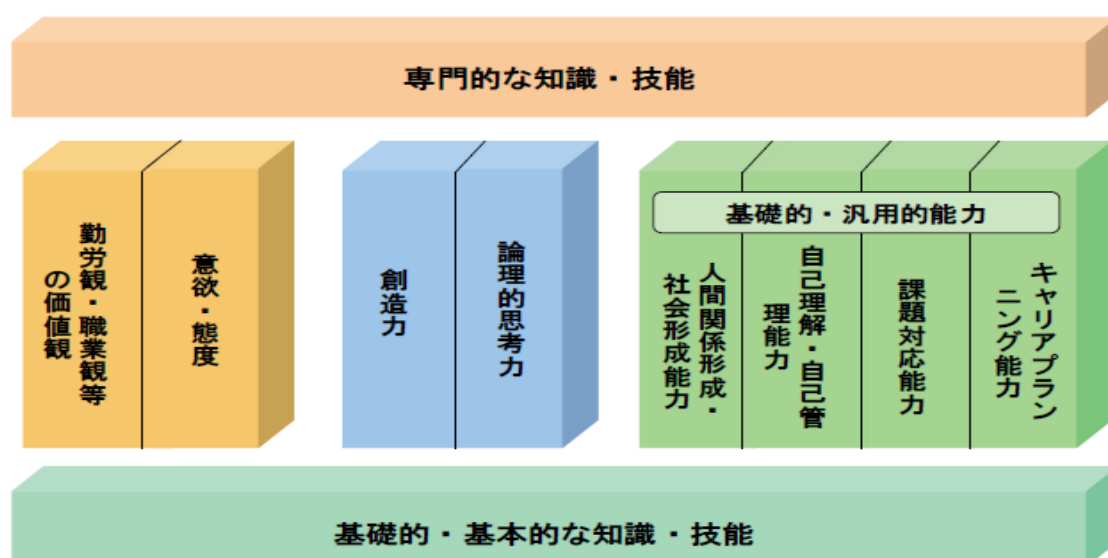 専門的な知識・技能
勤労観・職業観等
の価値観
意欲・態度
創造力
論理的思考力
基礎的・汎用的能力
人間関係形成・
社会形成能力
自己理解・自己管
理能力
課題対応能力
キャリアプラン
ニング能力
基礎的・基本的な知識・技能